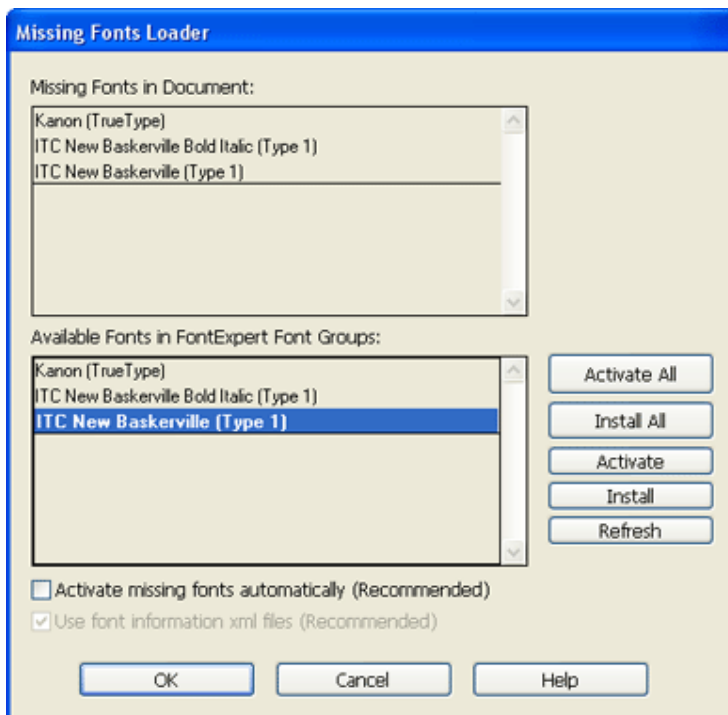 Missing Fonts Loader
Missing Fonts in Document:
Kanon (TrueType)
ITC New Baskerville Bold Italic (Type 1)
ITC New Baskerville (Type 1)
Available Fonts in FontExpert Font Groups:
Kanon (TrueType)
ITC New Baskerville Bold Italic (Type 1)
ITC New Baskerville (Type 1)
Activate All
Install All
Activate
Install
Refresh
Activate missing fonts automatically (Recommended)
Use font information xml files (Recommended)
OK Cancel Help